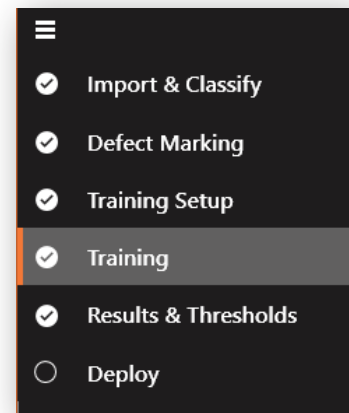 Import & Classify
Defect Marking
Training Setup
Training
Results & Thresholds
Deploy